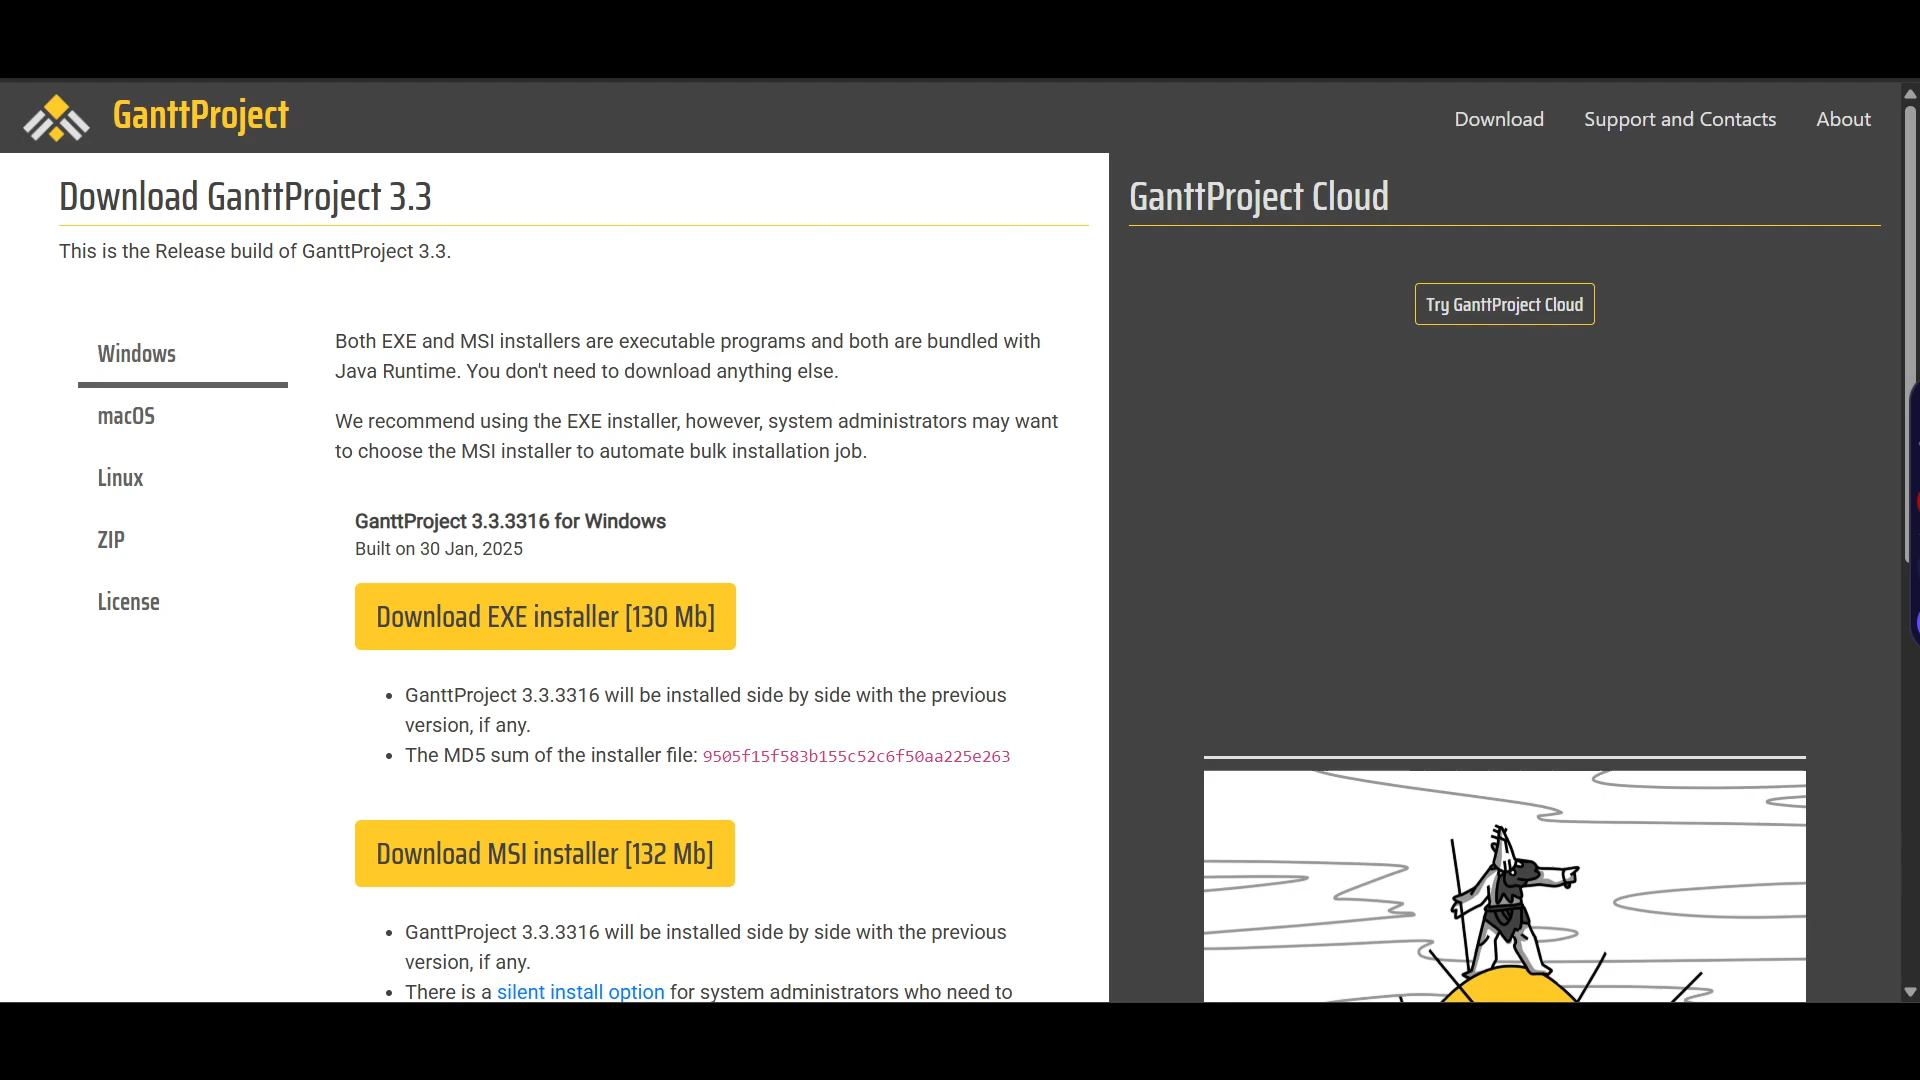 GanttProject
Download
Support and Contacts
About
Download GanttProject 3.3
This is the Release build of GanttProject 3.3.
Windows
macOS
Linux
ZIP
License
Both EXE and MSI installers are executable programs and both are bundled with
Java Runtime. You don't need to download anything else.
We recommend using the EXE installer, however, system administrators may want
to choose the MSI installer to automate bulk installation job.
GanttProject 3.3.3316 for Windows
Built on 30 Jan, 2025
Download EXE installer [130 Mb]
• GanttProject 3.3.3316 will be installed side by side with the previous
version, if any.
• The MD5 sum of the installer file: 9505f15f583b155c52c6f50aa225e263
Download MSI installer [132 Mb]
• GanttProject 3.3.3316 will be installed side by side with the previous
version, if any.
• There is a silent install option for system administrators who need to
GanttProject Cloud
Try GanttProject Cloud